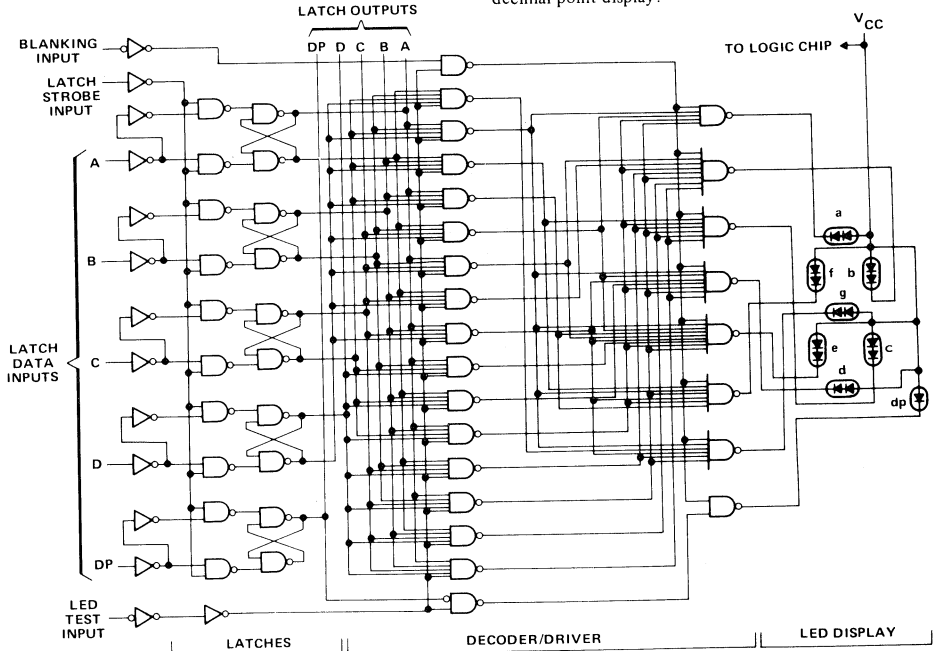 decimal point display.
LATCH OUTPUTS
DP D C B A
BLANKING
INPUT
LATCH
STROBE
INPUT
VCC
TO LOGIC CHIP
A
B
C
D
DP
LATCH
DATA
INPUTS
a
f
b
g
e
c
d
dp
LED
TEST
INPUT
LATCHES
DECODER/DRIVER
LED DISPLAY